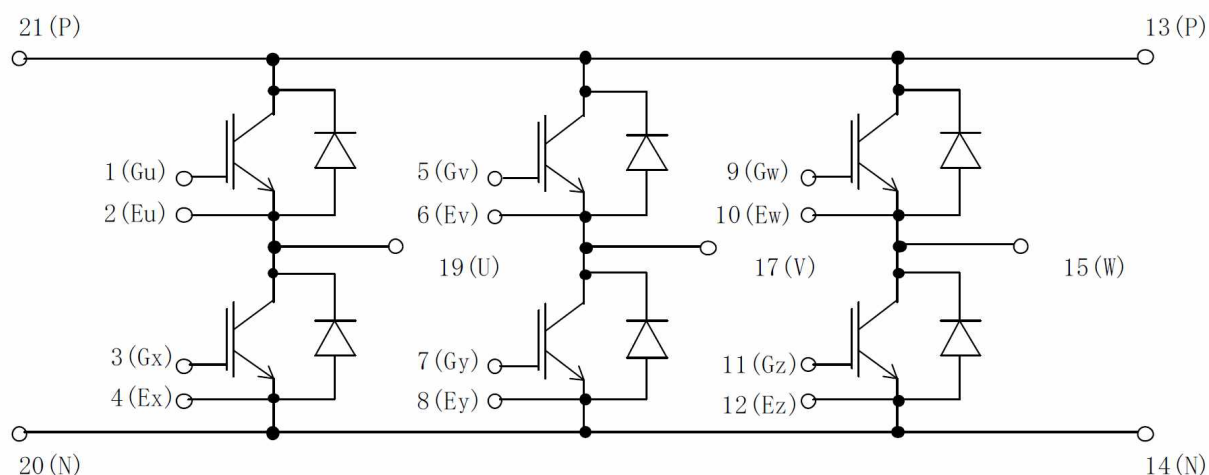 21(P)
13(P)
1(Gu)
5(Gv)
9(Gw)
2(Eu)
6(Ev)
10(Ew)
19(U)
17(V)
15(W)
3(Gx)
7(Gy)
11(Gz)
4(Ex)
8(Ey)
12(Ez)
20(N)
14(N)